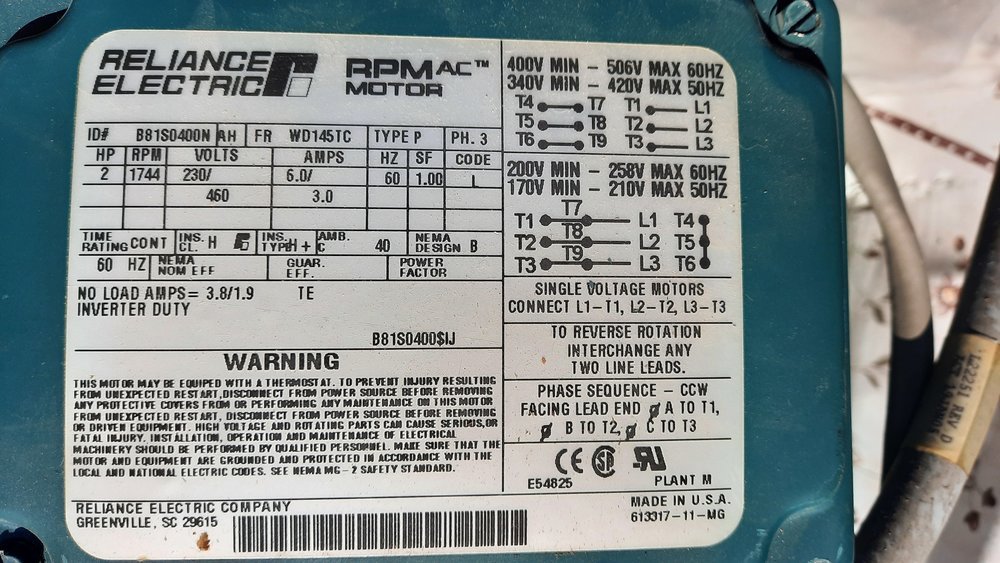 RELIANCE
ELECTRIC
RPM AC™
MOTOR
ID# B81S0400N AH FR WD145TC TYPE P PH. 3
HP RPM VOLTS AMPS HZ SF CODE
2 1744 230/ 6.0/ 60 1.00 L
460 3.0
TIME RATING CONT INS. CL. H INS. TYPE H+ AMB. C 40 NEMA DESIGN B
60 HZ NEMA NOM EFF GUAR. EFF. POWER FACTOR
NO LOAD AMPS= 3.8/1.9 TE
INVERTER DUTY
B81S0400$IJ
WARNING
THIS MOTOR MAY BE EQUIPED WITH A THERMOSTAT. TO PREVENT INJURY RESULTING
FROM UNEXPECTED RESTART, DISCONNECT FROM POWER SOURCE BEFORE REMOVING
ANY PROTECTIVE COVERS FROM OR PERFORMING ANY MAINTENANCE ON THIS MOTOR
FROM UNEXPECTED RESTART, DISCONNECT FROM POWER SOURCE BEFORE REMOVING
OR DRIVEN EQUIPMENT. HIGH VOLTAGE AND ROTATING PARTS CAN CAUSE SERIOUS,OR
FATAL INJURY. INSTALLATION, OPERATION AND MAINTENANCE OF ELECTRICAL
MACHINERY SHOULD BE PERFORMED BY QUALIFIED PERSONNEL. MAKE SURE THAT THE
MOTOR AND EQUIPMENT ARE GROUNDED AND PROTECTED IN ACCORDANCE WITH THE
LOCAL AND NATIONAL ELECTRIC CODES. SEE NEMA MG-2 SAFETY STANDARD.
RELIANCE ELECTRIC COMPANY
GREENVILLE, SC 29615
400V MIN - 506V MAX 60HZ
340V MIN - 420V MAX 50HZ
T4 T7 T1 L1
T5 T8 T2 L2
T6 T9 T3 L3
200V MIN - 258V MAX 60HZ
170V MIN - 210V MAX 50HZ
T7
T1 L1 T4
T8
T2 L2 T5
T9
T3 L3 T6
SINGLE VOLTAGE MOTORS
CONNECT L1-T1, L2-T2, L3-T3
TO REVERSE ROTATION
INTERCHANGE ANY
TWO LINE LEADS.
PHASE SEQUENCE - CCW
FACING LEAD END ø A TO T1,
ø B TO T2, ø C TO T3
CE SA RU
E54825 PLANT M
MADE IN U.S.A.
613317-11-MG
L22251 REV D